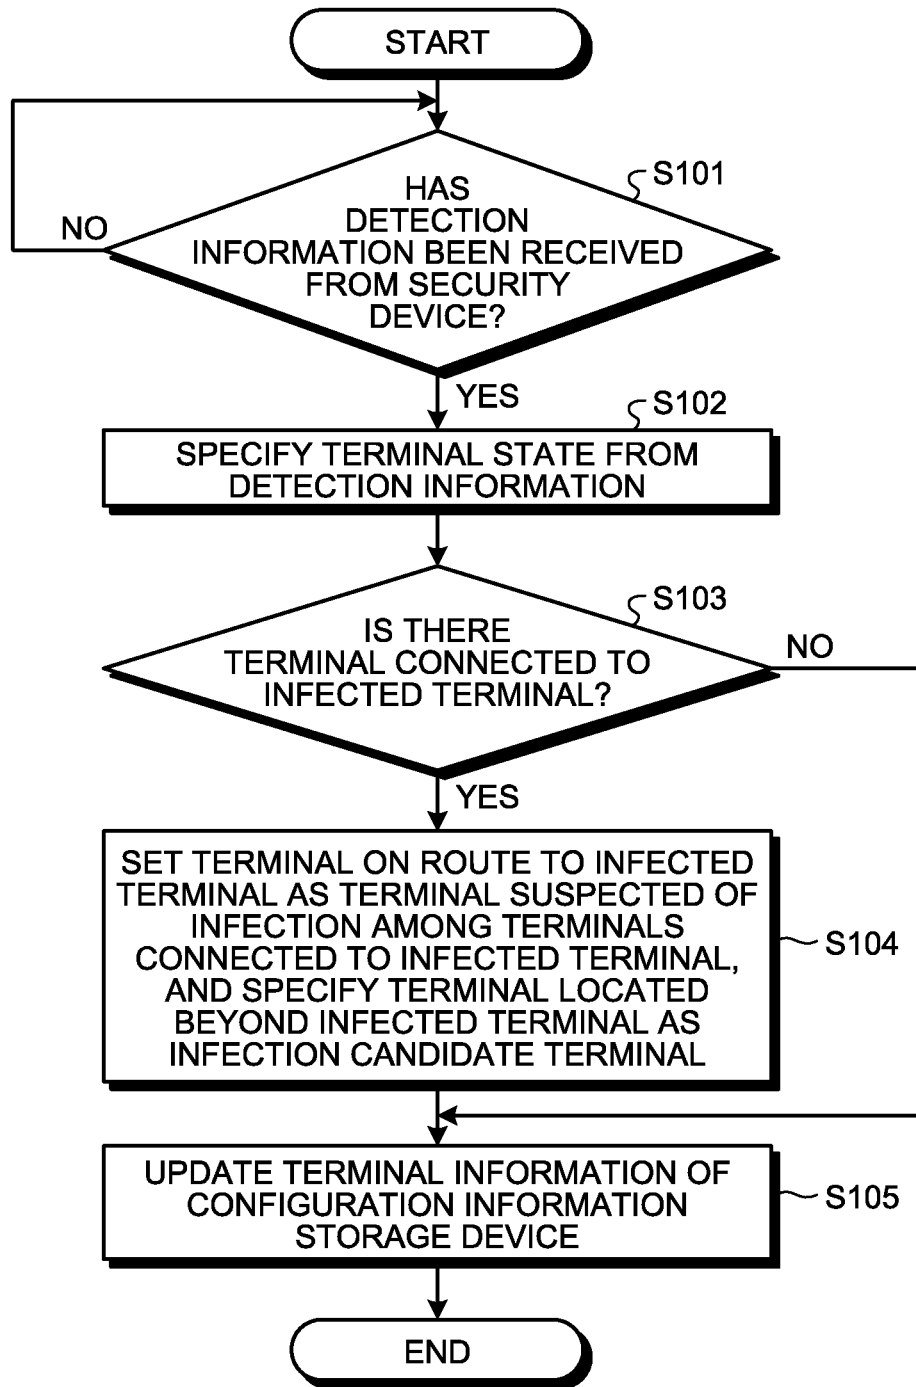 START
S101
HAS
DETECTION
INFORMATION BEEN RECEIVED
FROM SECURITY
DEVICE?
NO
YES
S102
SPECIFY TERMINAL STATE FROM
DETECTION INFORMATION
S103
IS THERE
TERMINAL CONNECTED TO
INFECTED TERMINAL?
NO
YES
SET TERMINAL ON ROUTE TO INFECTED
TERMINAL AS TERMINAL SUSPECTED OF
INFECTION AMONG TERMINALS
CONNECTED TO INFECTED TERMINAL,
AND SPECIFY TERMINAL LOCATED
BEYOND INFECTED TERMINAL AS
INFECTION CANDIDATE TERMINAL
S104
UPDATE TERMINAL INFORMATION OF
CONFIGURATION INFORMATION
STORAGE DEVICE
S105
END